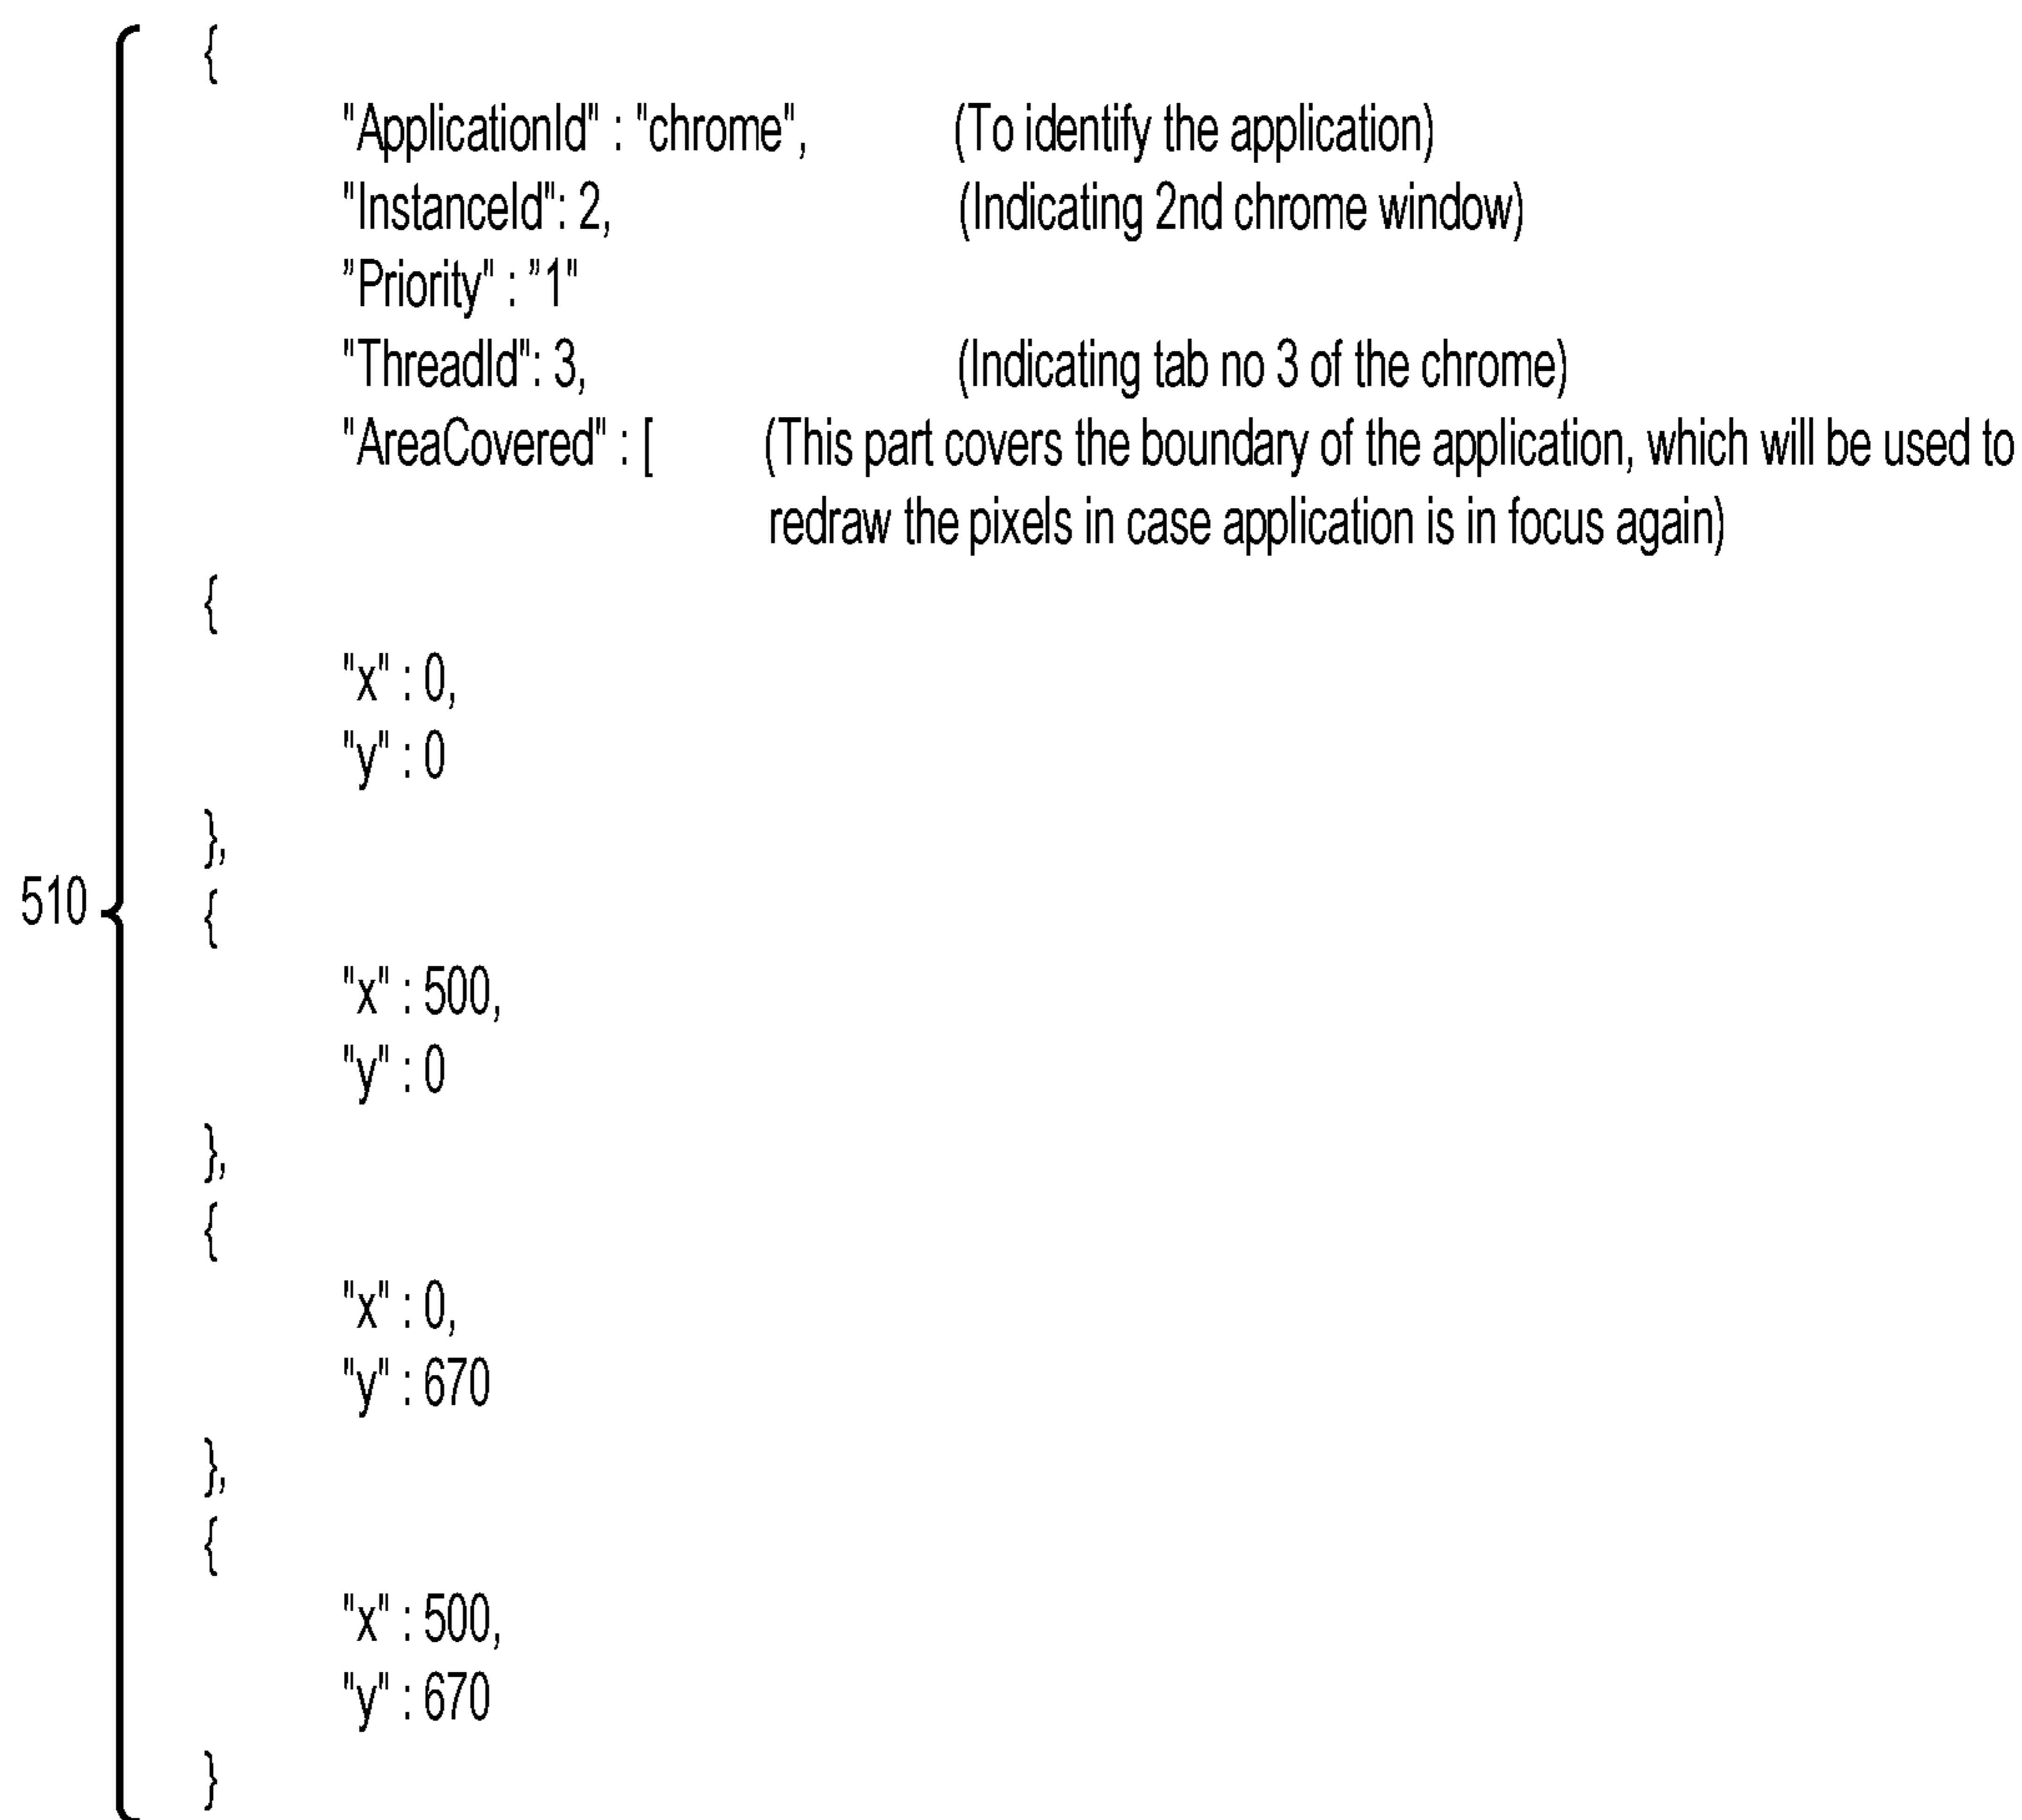 {
"ApplicationId" : "chrome", (To identify the application)
"InstanceId": 2, (Indicating 2nd chrome window)
"Priority" : "1"
"ThreadId": 3, (Indicating tab no 3 of the chrome)
"AreaCovered" : [ (This part covers the boundary of the application, which will be used to
redraw the pixels in case application is in focus again)
{
"x" : 0,
"y" : 0
},
510
{
"x" : 500,
"y" : 0
},
{
"x" : 0,
"y" : 670
},
{
"x" : 500,
"y" : 670
}